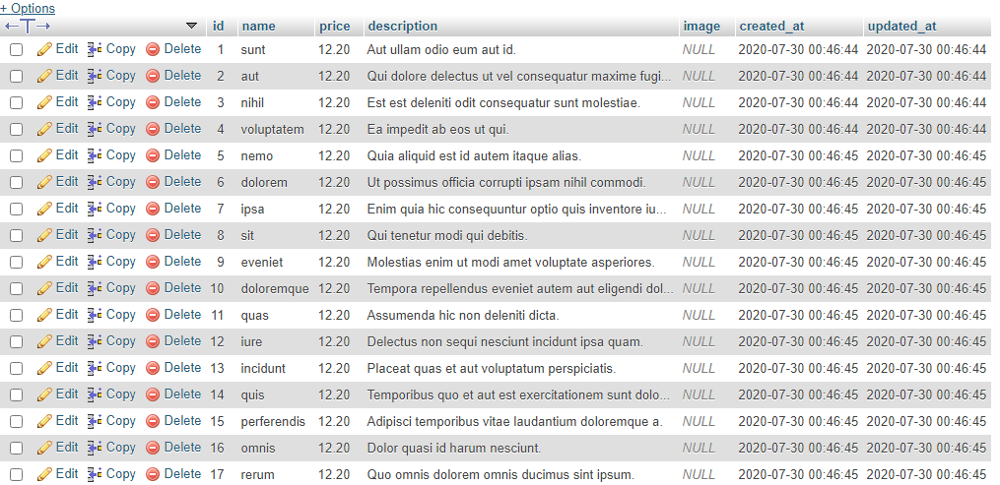 + Options
id name price description image created_at updated_at
Edit Copy Delete 1 sunt 12.20 Aut ullam odio eum aut id. NULL 2020-07-30 00:46:44 2020-07-30 00:46:44
Edit Copy Delete 2 aut 12.20 Qui dolore delectus ut vel consequatur maxime fugi... NULL 2020-07-30 00:46:44 2020-07-30 00:46:44
Edit Copy Delete 3 nihil 12.20 Est est deleniti odit consequatur sunt molestiae. NULL 2020-07-30 00:46:44 2020-07-30 00:46:44
Edit Copy Delete 4 voluptatem 12.20 Ea impedit ab eos ut qui. NULL 2020-07-30 00:46:44 2020-07-30 00:46:44
Edit Copy Delete 5 nemo 12.20 Quia aliquid est id autem itaque alias. NULL 2020-07-30 00:46:45 2020-07-30 00:46:45
Edit Copy Delete 6 dolorem 12.20 Ut possimus officia corrupti ipsam nihil commodi. NULL 2020-07-30 00:46:45 2020-07-30 00:46:45
Edit Copy Delete 7 ipsa 12.20 Enim quia hic consequuntur optio quis inventore iu... NULL 2020-07-30 00:46:45 2020-07-30 00:46:45
Edit Copy Delete 8 sit 12.20 Qui tenetur modi qui debitis. NULL 2020-07-30 00:46:45 2020-07-30 00:46:45
Edit Copy Delete 9 eveniet 12.20 Molestias enim ut modi amet voluptate asperiores. NULL 2020-07-30 00:46:45 2020-07-30 00:46:45
Edit Copy Delete 10 doloremque 12.20 Tempora repellendus eveniet autem aut eligendi dol... NULL 2020-07-30 00:46:45 2020-07-30 00:46:45
Edit Copy Delete 11 quas 12.20 Assumenda hic non deleniti dicta. NULL 2020-07-30 00:46:45 2020-07-30 00:46:45
Edit Copy Delete 12 iure 12.20 Delectus non sequi nesciunt incidunt ipsa quam. NULL 2020-07-30 00:46:45 2020-07-30 00:46:45
Edit Copy Delete 13 incidunt 12.20 Placeat quas et aut voluptatum perspiciatis. NULL 2020-07-30 00:46:45 2020-07-30 00:46:45
Edit Copy Delete 14 quis 12.20 Temporibus quo et aut est exercitationem sunt dolo... NULL 2020-07-30 00:46:45 2020-07-30 00:46:45
Edit Copy Delete 15 perferendis 12.20 Adipisci temporibus vitae laudantium doloremque a. NULL 2020-07-30 00:46:45 2020-07-30 00:46:45
Edit Copy Delete 16 omnis 12.20 Dolor quasi id harum nesciunt. NULL 2020-07-30 00:46:45 2020-07-30 00:46:45
Edit Copy Delete 17 rerum 12.20 Quo omnis dolorem omnis ducimus sint ipsum. NULL 2020-07-30 00:46:45 2020-07-30 00:46:45